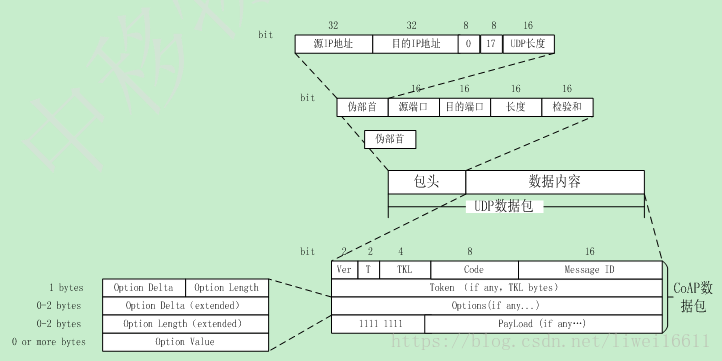 32 32 8 8 16
bit
源IP地址 目的IP地址 0 17 UDP长度
16 16 16 16
bit
伪部首 源端口 目的端口 长度 检验和
伪部首
包头 数据内容
UDP数据包
bit 2 2 4 8 16
Ver T TKL Code Message ID
1 bytes Option Delta Option Length Token (if any, TKL bytes)
CoAP数据包
0-2 bytes Option Delta (extended) Options(if any...)
0-2 bytes Option Length (extended) 1111 1111 PayLoad (if any…)
0 or more bytes Option Value
https://blog.csdn.net/liwei16611